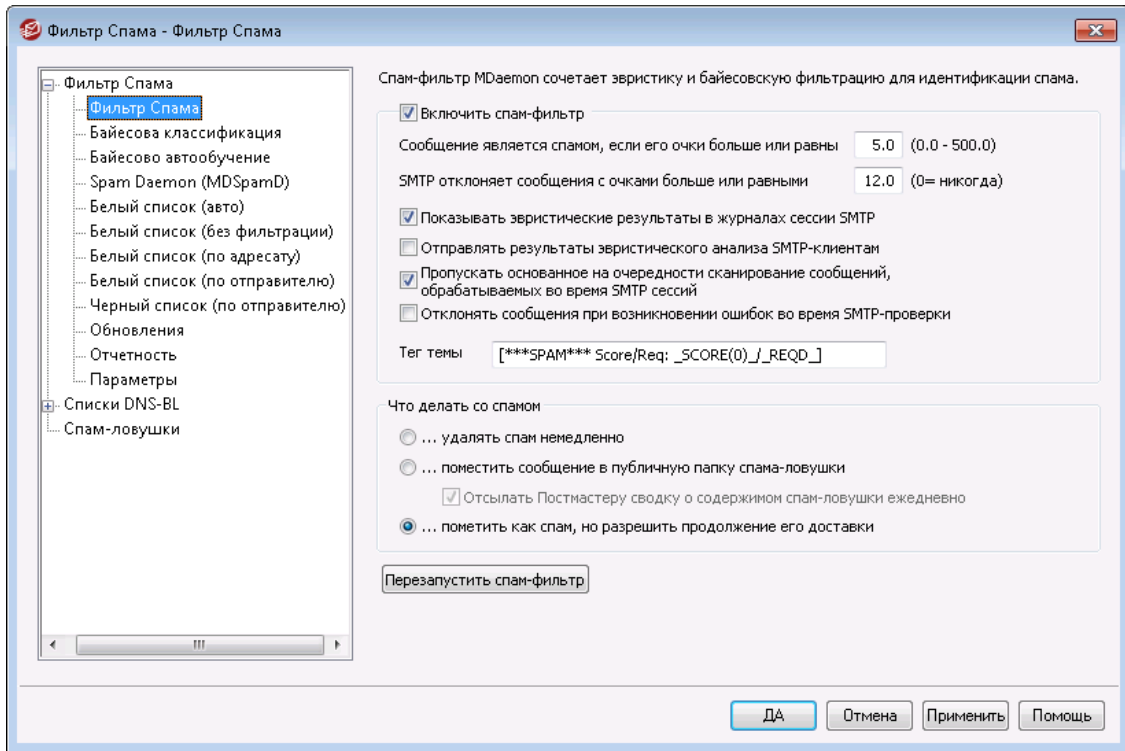 Фильтр Спама - Фильтр Спама
Фильтр Спама
Фильтр Спама
Байесова классификация
Байесово автообучение
Spam Daemon (MDSpamD)
Белый список (авто)
Белый список (без фильтрации)
Белый список (по адресату)
Белый список (по отправителю)
Черный список (по отправителю)
Обновления
Отчетность
Параметры
Списки DNS-BL
Спам-ловушки
Спам-фильтр MDaemon сочетает эвристику и байесовскую фильтрацию для идентификации спама.
Включить спам-фильтр
Сообщение является спамом, если его очки больше или равны 5.0 (0.0 - 500.0)
SMTP отклоняет сообщения с очками больше или равными 12.0 (0= никогда)
Показывать эвристические результаты в журналах сессии SMTP
Отправлять результаты эвристического анализа SMTP-клиентам
Пропускать основанное на очередности сканирование сообщений,
обрабатываемых во время SMTP сессий
Отклонять сообщения при возникновении ошибок во время SMTP-проверки
Тег темы [***SPAM*** Score/Req: _SCORE(0)_/_REQD_]
Что делать со спамом
... удалять спам немедленно
... поместить сообщение в публичную папку спама-ловушки
Отсылать Постмастеру сводку о содержимом спам-ловушки ежедневно
... пометить как спам, но разрешить продолжение его доставки
Перезапустить спам-фильтр
ДА Отмена Применить Помощь